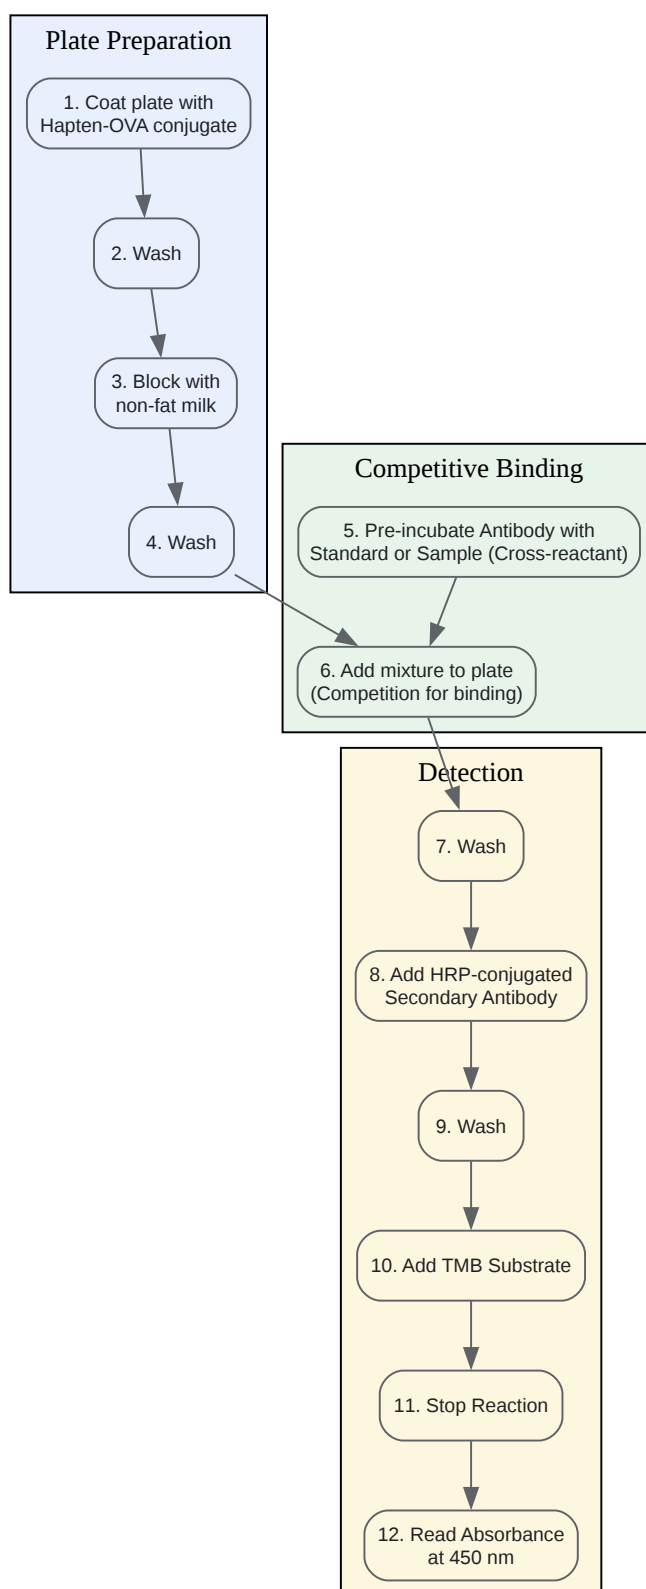 Plate Preparation
1. Coat plate with
Hapten-OVA conjugate
2. Wash
3. Block with
non-fat milk
4. Wash
Competitive Binding
5. Pre-incubate Antibody with
Standard or Sample (Cross-reactant)
6. Add mixture to plate
(Competition for binding)
Detection
7. Wash
8. Add HRP-conjugated
Secondary Antibody
9. Wash
10. Add TMB Substrate
11. Stop Reaction
12. Read Absorbance
at 450 nm